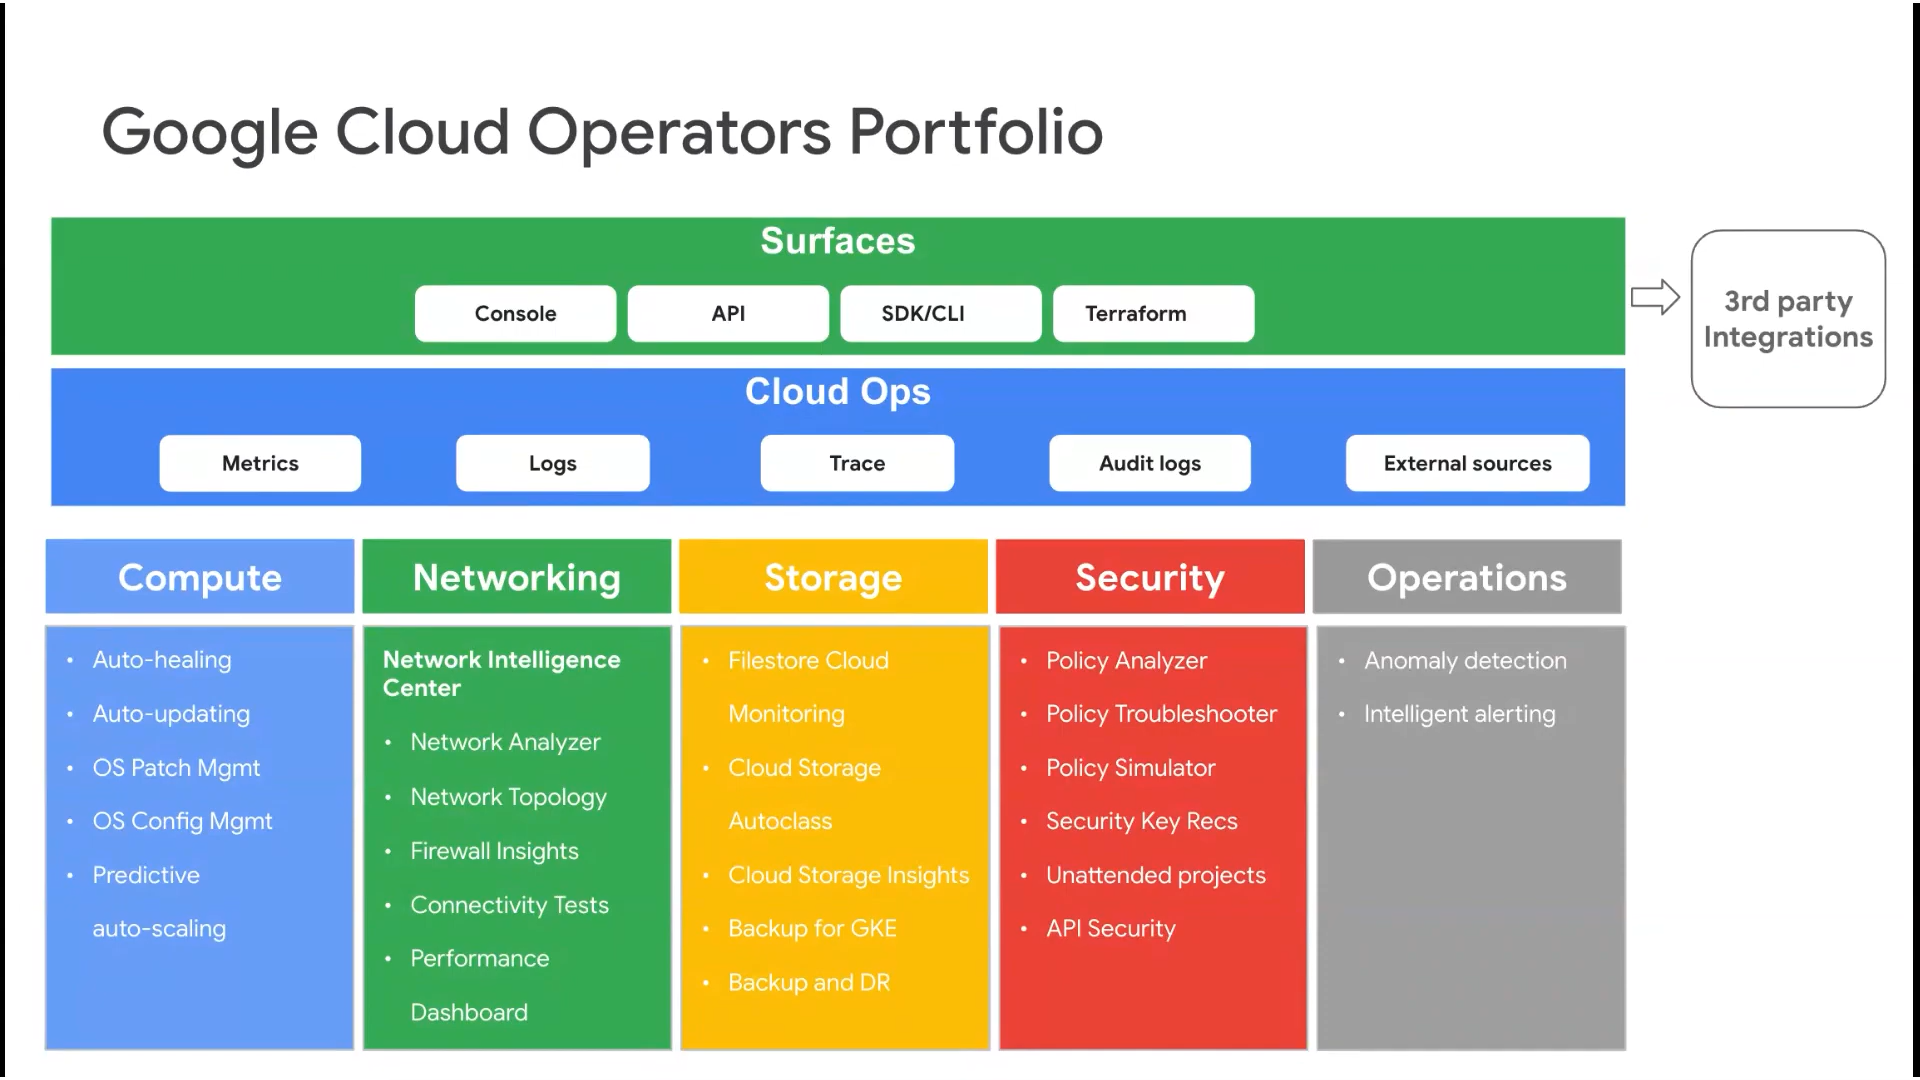 Google Cloud Operators Portfolio
Surfaces
Console
API
SDK/CLI
Terraform
3rd party
Integrations
Cloud Ops
Metrics
Logs
Trace
Audit logs
External sources
Compute
• Auto-healing
• Auto-updating
• OS Patch Mgmt
• OS Config Mgmt
• Predictive
auto-scaling
Networking
Network Intelligence
Center
• Network Analyzer
• Network Topology
• Firewall Insights
• Connectivity Tests
• Performance
Dashboard
Storage
• Filestore Cloud
Monitoring
• Cloud Storage
Autoclass
• Cloud Storage Insights
• Backup for GKE
• Backup and DR
Security
• Policy Analyzer
• Policy Troubleshooter
• Policy Simulator
• Security Key Recs
• Unattended projects
• API Security
Operations
• Anomaly detection
• Intelligent alerting